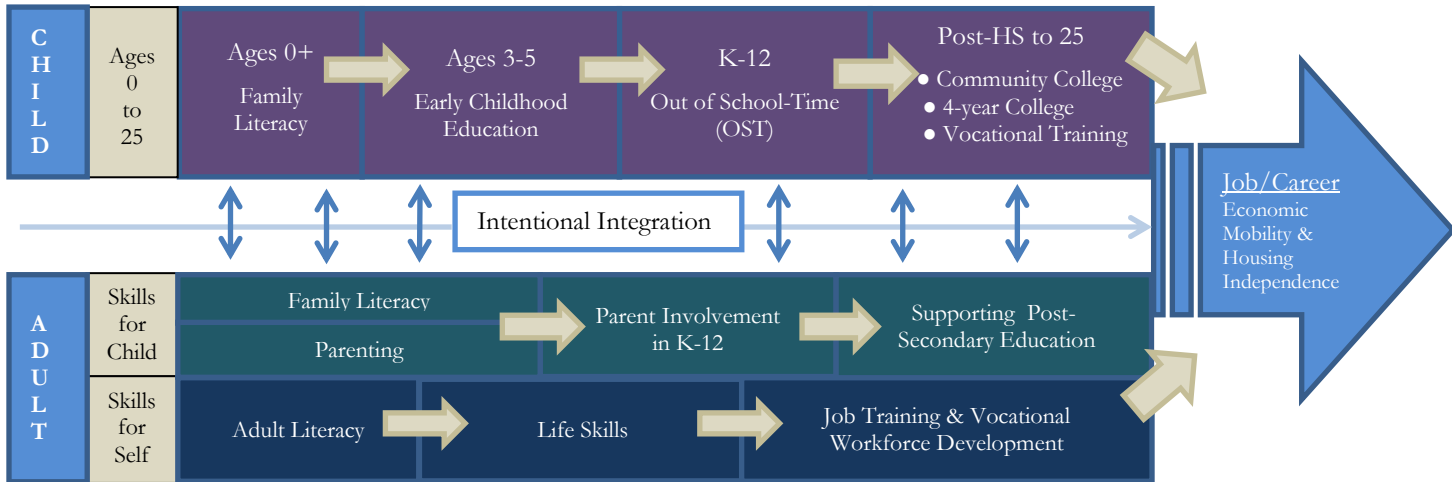 CHILD
Ages
0
to
25
Ages 0+
Family
Literacy
Ages 3-5
Early Childhood
Education
K-12
Out of School-Time
(OST)
Post-HS to 25
● Community College
● 4-year College
● Vocational Training
Intentional Integration
Job/Career
Economic
Mobility &
Housing
Independence
ADULT
Skills
for
Child
Family Literacy
Parenting
Parent Involvement
in K-12
Supporting Post-
Secondary Education
Skills
for
Self
Adult Literacy
Life Skills
Job Training & Vocational
Workforce Development